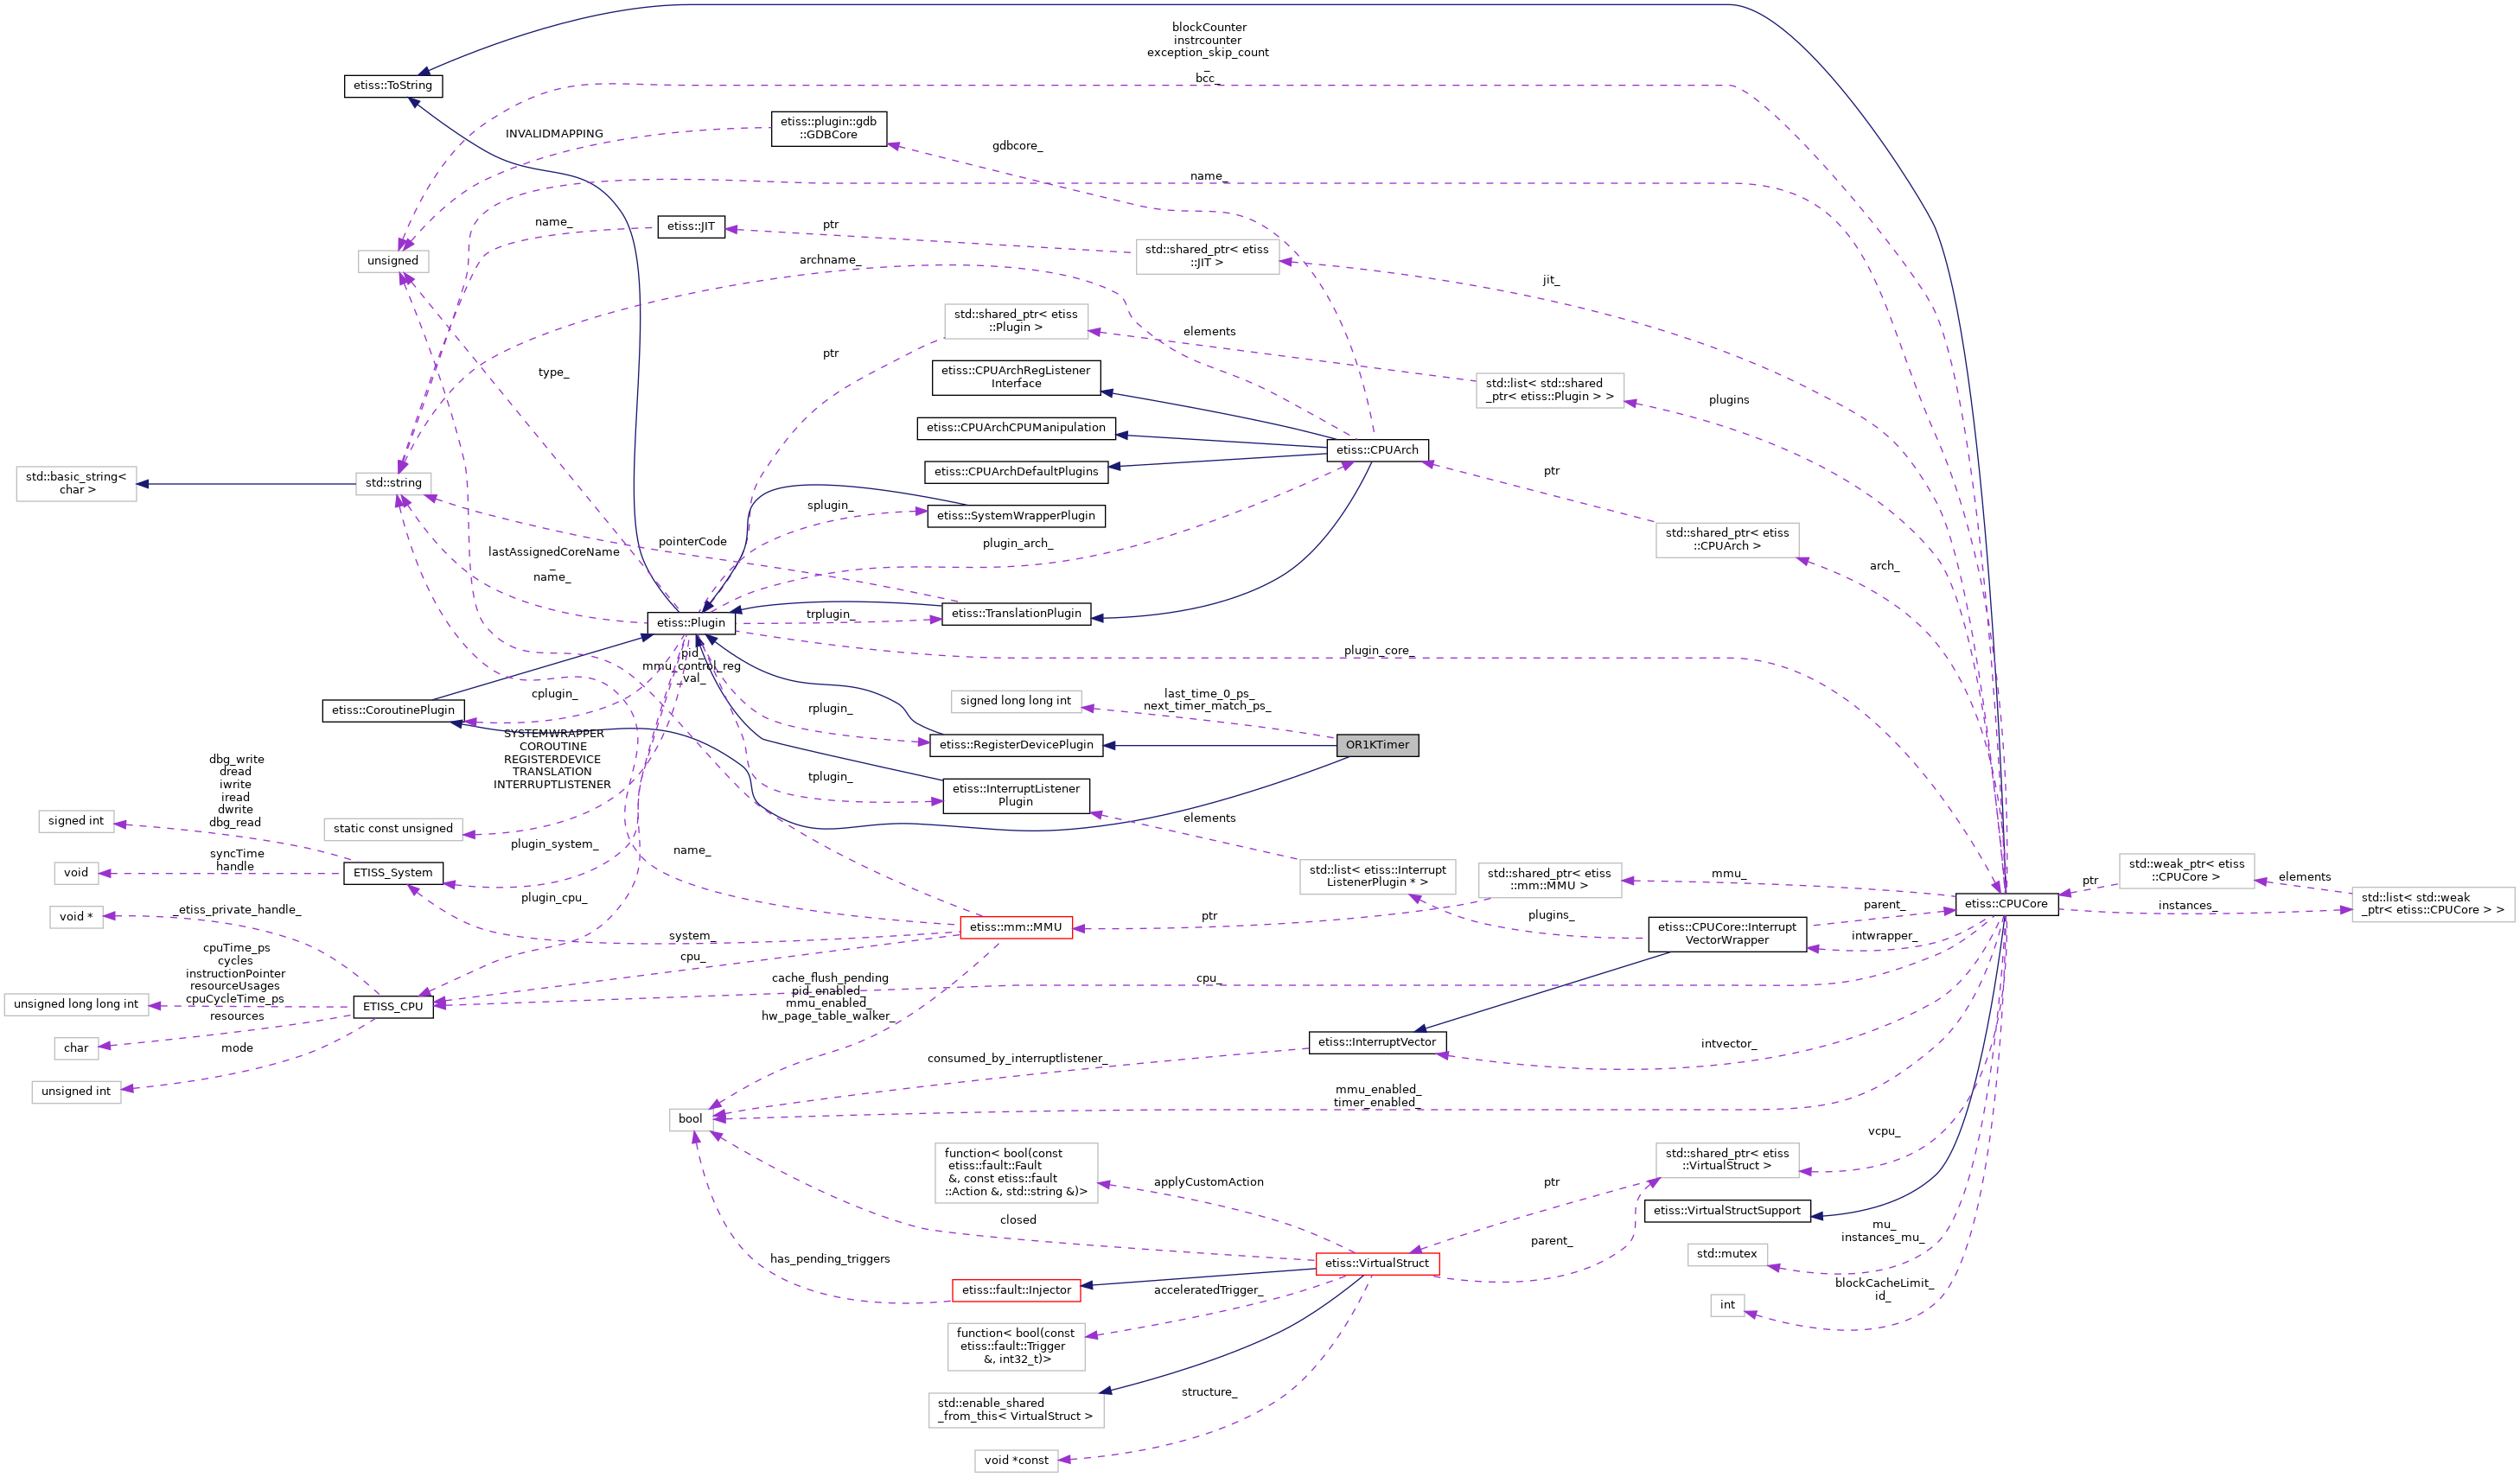 blockCounter
instrcounter
exception_skip_count
_
bcc_
etiss::ToString
etiss::plugin::gdb
::GDBCore
INVALIDMAPPING
gdbcore_
name_
name_
etiss::JIT
ptr
std::shared_ptr< etiss
::JIT >
unsigned
archname_
jit_
std::shared_ptr< etiss
::Plugin >
elements
ptr
type_
etiss::CPUArchRegListener
Interface
std::list< std::shared
_ptr< etiss::Plugin > >
plugins
etiss::CPUArchCPUManipulation
etiss::CPUArch
etiss::CPUArchDefaultPlugins
ptr
std::basic_string<
char >
std::string
splugin_
etiss::SystemWrapperPlugin
pointerCode
plugin_arch_
std::shared_ptr< etiss
::CPUArch >
arch_
lastAssignedCoreName
_
name_
etiss::Plugin
trplugin_
etiss::TranslationPlugin
pid_
mmu_control_reg
_val_
plugin_core_
cplugin_
etiss::CoroutinePlugin
rplugin_
signed long long int
last_time_0_ps_
next_timer_match_ps_
etiss::RegisterDevicePlugin
OR1KTimer
SYSTEMWRAPPER
COROUTINE
REGISTERDEVICE
TRANSLATION
INTERRUPTLISTENER
tplugin_
etiss::InterruptListener
Plugin
dbg_write
dread
iwrite
iread
dwrite
dbg_read
signed int
static const unsigned
elements
plugin_system_
name_
syncTime
handle
void
ETISS_System
std::list< etiss::Interrupt
ListenerPlugin * >
std::shared_ptr< etiss
::mm::MMU >
mmu_
std::weak_ptr< etiss
::CPUCore >
ptr
elements
etiss::CPUCore
instances_
std::list< std::weak
_ptr< etiss::CPUCore > >
plugin_cpu_
_etiss_private_handle_
void *
ptr
plugins_
parent_
etiss::mm::MMU
system_
etiss::CPUCore::Interrupt
VectorWrapper
intwrapper_
cpu_
cpu_
cpuTime_ps
cycles
instructionPointer
resourceUsages
cpuCycleTime_ps
unsigned long long int
ETISS_CPU
cache_flush_pending
pid_enabled_
mmu_enabled_
hw_page_table_walker_
resources
char
mode
unsigned int
etiss::InterruptVector
intvector_
consumed_by_interruptlistener_
mmu_enabled_
timer_enabled_
bool
vcpu_
function< bool(const
etiss::fault::Fault
&, const etiss::fault
::Action &, std::string &)>
applyCustomAction
std::shared_ptr< etiss
::VirtualStruct >
ptr
etiss::VirtualStructSupport
closed
parent_
mu_
instances_mu_
std::mutex
has_pending_triggers
etiss::VirtualStruct
etiss::fault::Injector
acceleratedTrigger_
blockCacheLimit_
id_
int
function< bool(const
etiss::fault::Trigger
&, int32_t)>
structure_
std::enable_shared
_from_this< VirtualStruct >
void *const